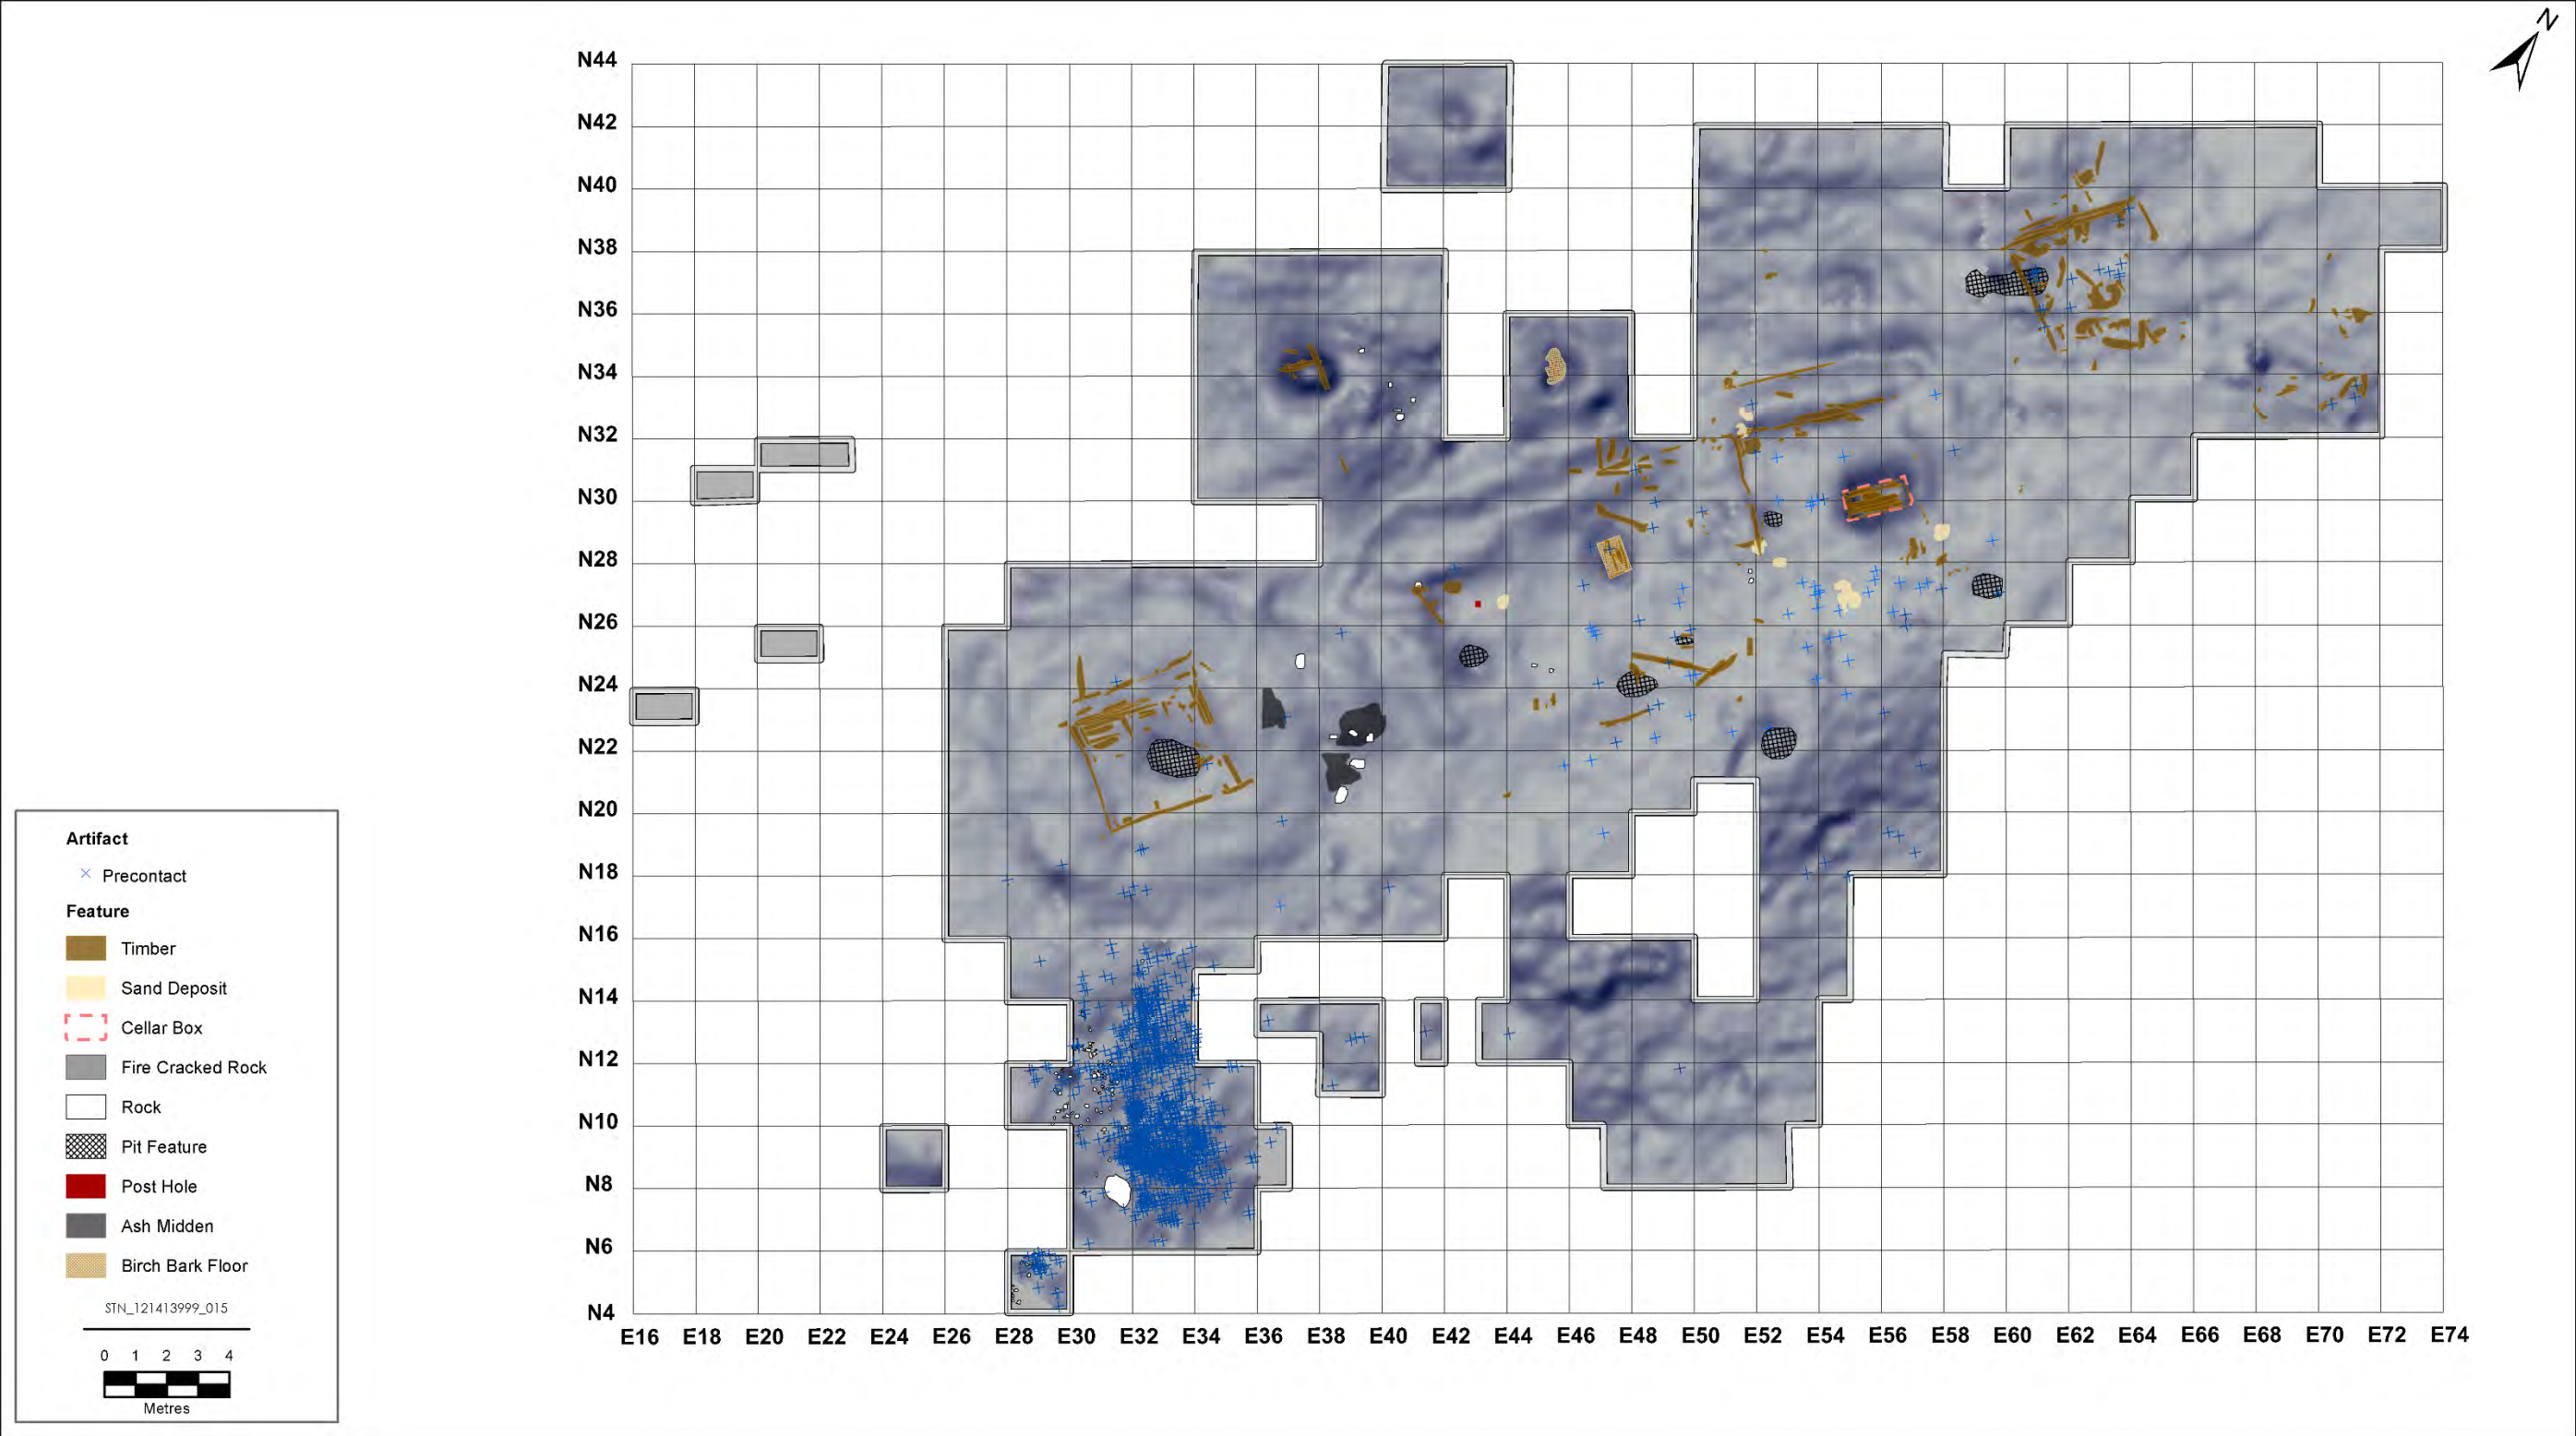 N
N44
N42
N40
N38
N36
N34
N32
N30
N28
N26
N24
N22
N20
N18
N16
N14
N12
N10
N8
N6
N4
E16 E18 E20 E22 E24 E26 E28 E30 E32 E34 E36 E38 E40 E42 E44 E46 E48 E50 E52 E54 E56 E58 E60 E62 E64 E66 E68 E70 E72 E74
Artifact
Precontact
Feature
Timber
Sand Deposit
Cellar Box
Fire Cracked Rock
Rock
Pit Feature
Post Hole
Ash Midden
Birch Bark Floor
STN_121413999_015
0 1 2 3 4
Metres